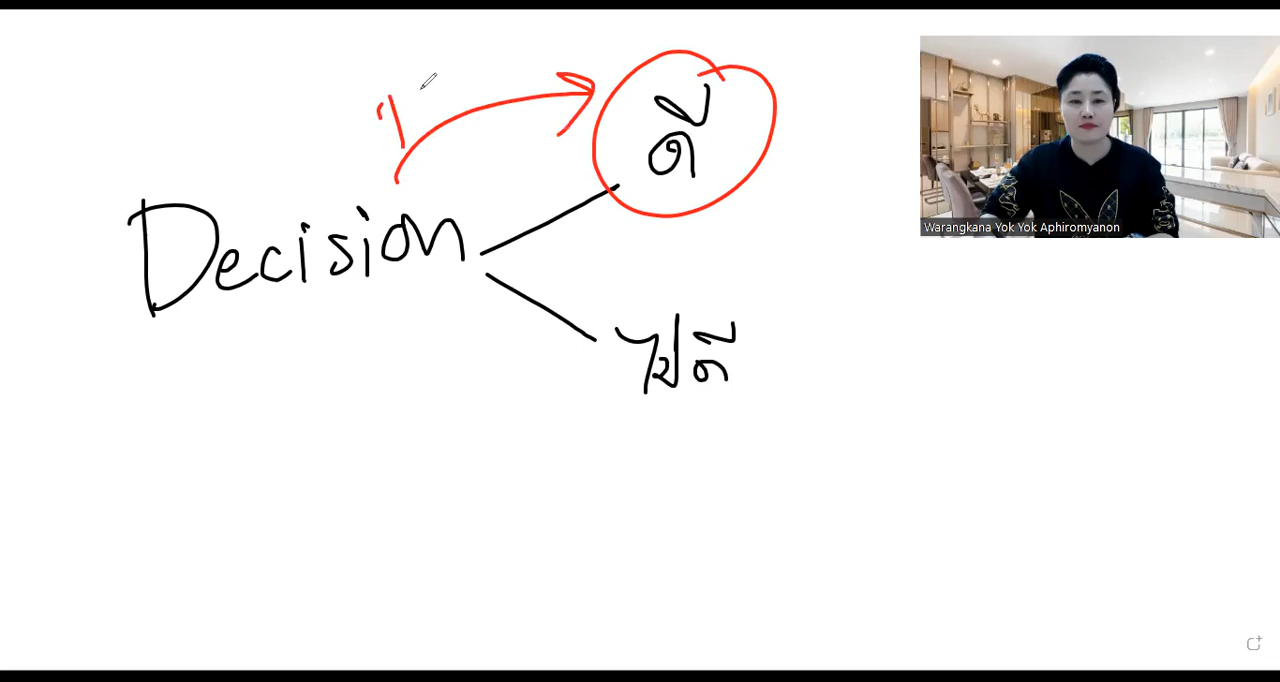 ดี
Decision
ไม่ดี
Warangkana Yok Yok Aphiromyanon